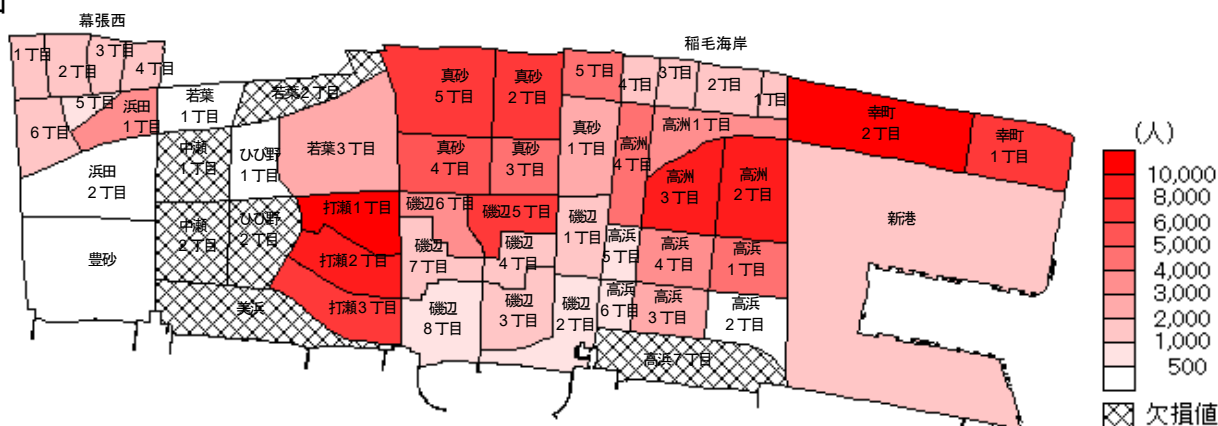 幕張西
稲毛海岸
1丁目
2丁目
3丁目
4丁目
5丁目
6丁目
浜田
1丁目
浜田
2丁目
豊砂
若葉
1丁目
若葉2丁目
若葉3丁目
中瀬
1丁目
中瀬
2丁目
ひび野
1丁目
ひび野
2丁目
美浜
打瀬1丁目
打瀬2丁目
打瀬3丁目
真砂
5丁目
真砂
2丁目
真砂
4丁目
真砂
3丁目
真砂
1丁目
磯辺6丁目
磯辺5丁目
磯辺
7丁目
磯辺
4丁目
磯辺
1丁目
磯辺
8丁目
磯辺
3丁目
磯辺
2丁目
5丁目
4丁目
3丁目
2丁目
1丁目
高洲1丁目
高洲
4丁目
高洲
3丁目
高洲
2丁目
高浜
5丁目
高浜
4丁目
高浜
1丁目
高浜
6丁目
高浜
3丁目
高浜
2丁目
高浜7丁目
幸町
2丁目
幸町
1丁目
新港
(人)
10,000
8,000
6,000
5,000
4,000
3,000
2,000
1,000
500
欠損値